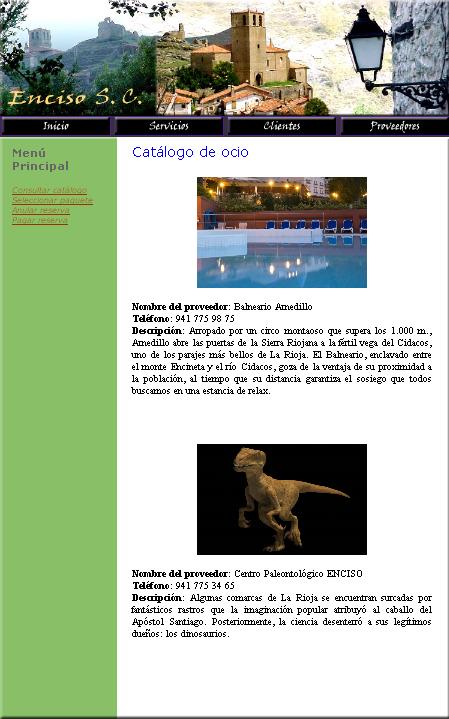 Enciso S. C.
Inicio
Servicios
Clientes
Proveedores
Menú
Principal
Consultar catálogo
Seleccionar paquete
Anular reserva
Pagar reserva
Catálogo de ocio
Nombre del proveedor: Balneario Arnedillo
Teléfono: 941 775 98 75
Descripción: Arropado por un circo montaoso que supera los 1.000 m.,
Arnedillo abre las puertas de la Sierra Riojana a la fértil vega del Cidacos,
uno de los parajes más bellos de La Rioja. El Balneario, enclavado entre
el monte Encineta y el río Cidacos, goza de la ventaja de su proximidad a
la población, al tiempo que su distancia garantiza el sosiego que todos
buscamos en una estancia de relax.
Nombre del proveedor: Centro Paleontológico ENCISO
Teléfono: 941 775 34 65
Descripción: Algunas comarcas de La Rioja se encuentran surcadas por
fantásticos rastros que la imaginación popular atribuyó al caballo del
Apóstol Santiago. Posteriormente, la ciencia desenterró a sus legítimos
dueños: los dinosaurios.